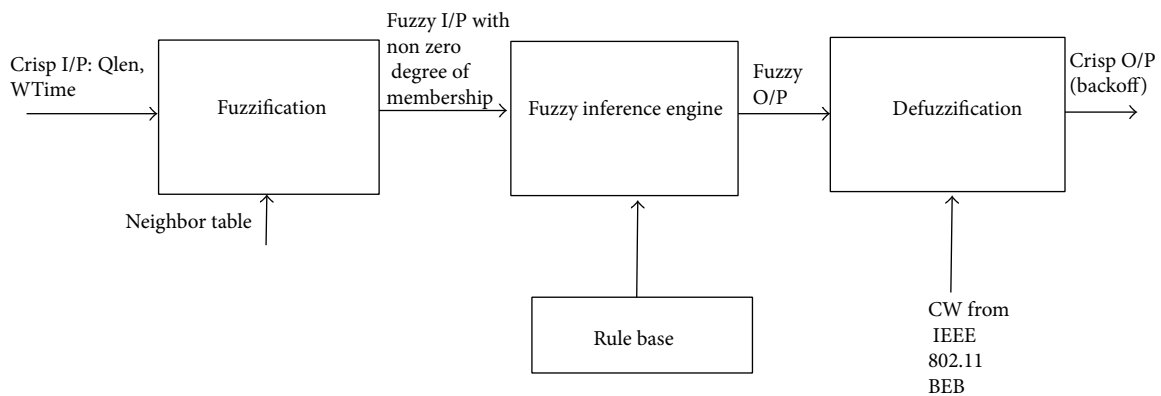 Crisp I/P: Qlen,
WTime
Fuzzification
Neighbor table
Fuzzy I/P with
non zero
degree of
membership
Fuzzy inference engine
Rule base
Fuzzy
O/P
Defuzzification
CW from
IEEE
802.11
BEB
Crisp O/P
(backoff)